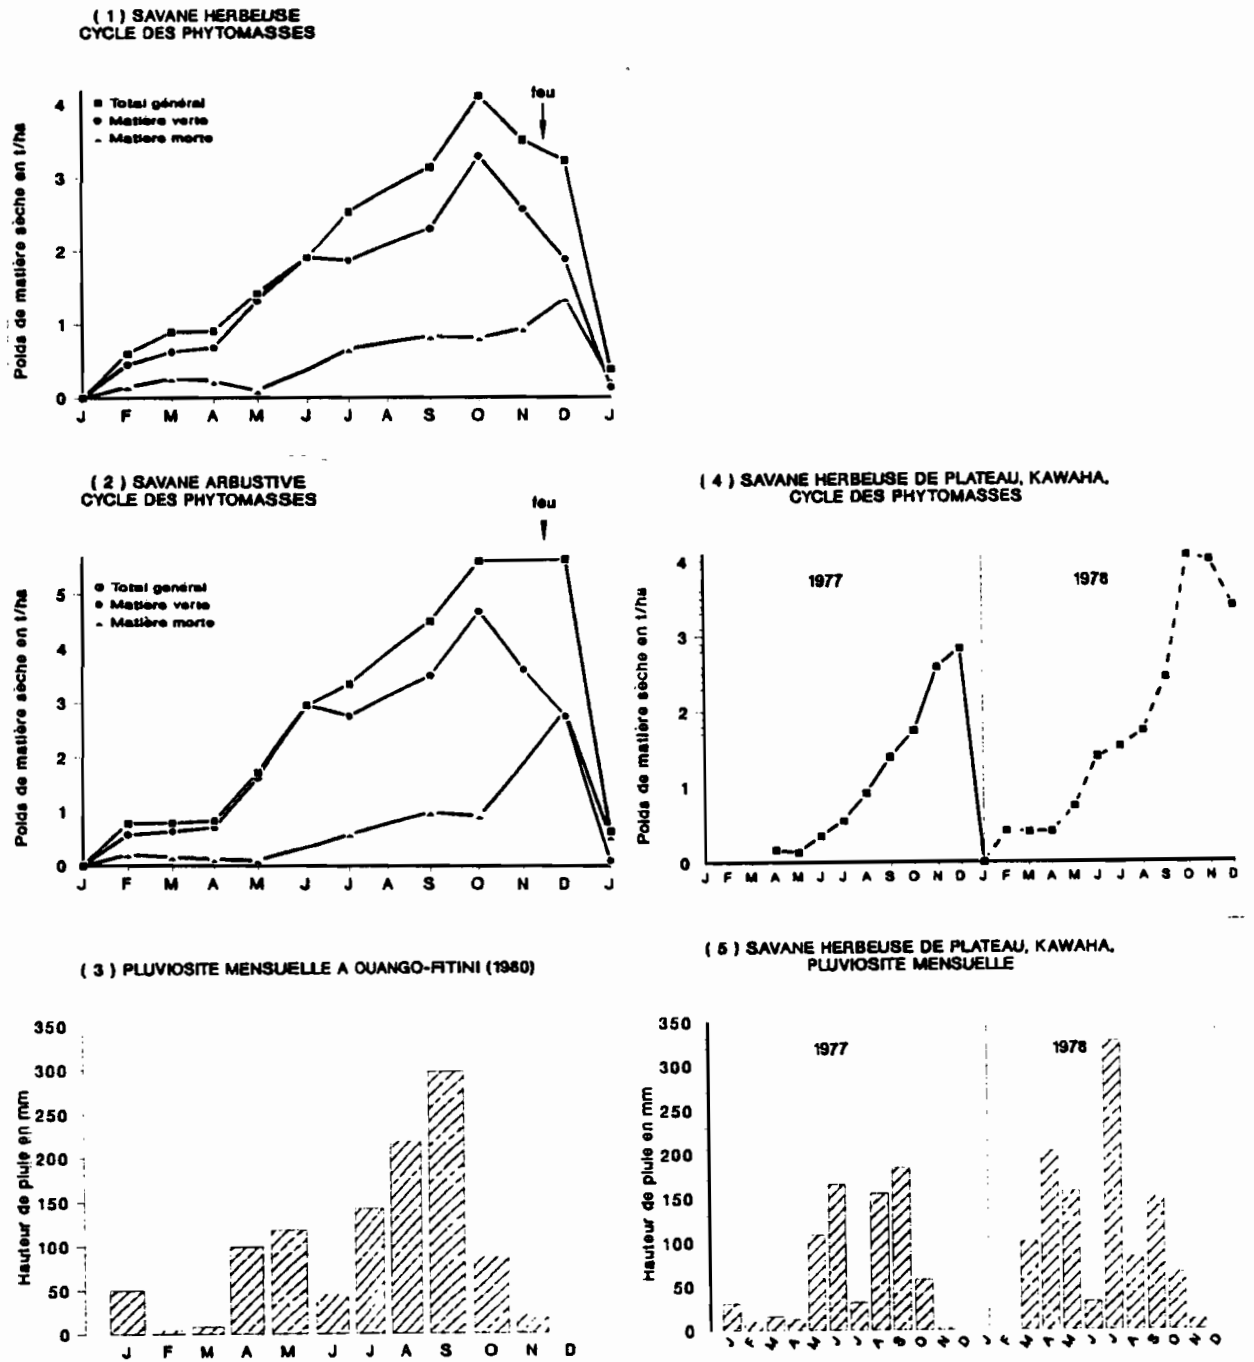 ( 1 ) SAVANE HERBEUSE
CYCLE DES PHYTOMASSES
Total général
Matière verte
Matière morte
feu
Poids de matière sèche en t/ha
4
3
2
1
0
J F M A M J J A S O N D J
( 2 ) SAVANE ARBUSTIVE
CYCLE DES PHYTOMASSES
feu
Total général
Matière verte
Matière morte
Poids de matière sèche en t/ha
5
4
3
2
1
0
J F M A M J J A S O N D J
( 4 ) SAVANE HERBEUSE DE PLATEAU, KAWAHA,
CYCLE DES PHYTOMASSES
1977 1978
Poids de matière sèche en t/ha
4
3
2
1
0
J F M A M J J A S O N D J F M A M J J A S O N D
( 3 ) PLUVIOSITE MENSUELLE A OUANGO-FITINI (1980)
Hauteur de pluie en mm
350
300
250
200
150
100
50
0
J F M A M J J A S O N D
( 5 ) SAVANE HERBEUSE DE PLATEAU, KAWAHA,
PLUVIOSITE MENSUELLE
1977 1978
Hauteur de pluie en mm
350
300
250
200
150
100
50
0
J F M A M J J A S O N D J F M A M J J A S O N D